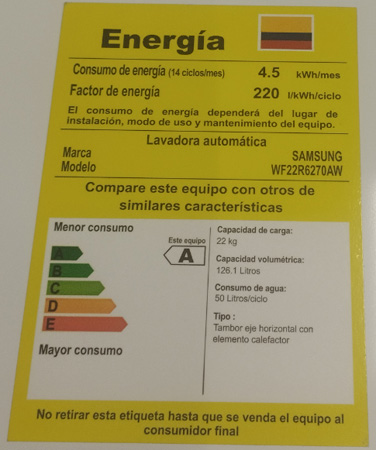 Energía
Consumo de energía (14 ciclos/mes) 4.5 kWh/mes
Factor de energía 220 l/kWh/ciclo
El consumo de energía dependerá del lugar de
instalación, modo de uso y mantenimiento del equipo.
Lavadora automática
Marca SAMSUNG
Modelo WF22R6270AW
Compare este equipo con otros de
similares características
Menor consumo
Este equipo
A
A
B
C
D
E
Mayor consumo
Capacidad de carga:
22 kg
Capacidad volumétrica:
126.1 Litros
Consumo de agua:
50 Litros/ciclo
Tipo :
Tambor eje horizontal con
elemento calefactor
No retirar esta etiqueta hasta que se venda el equipo al
consumidor final